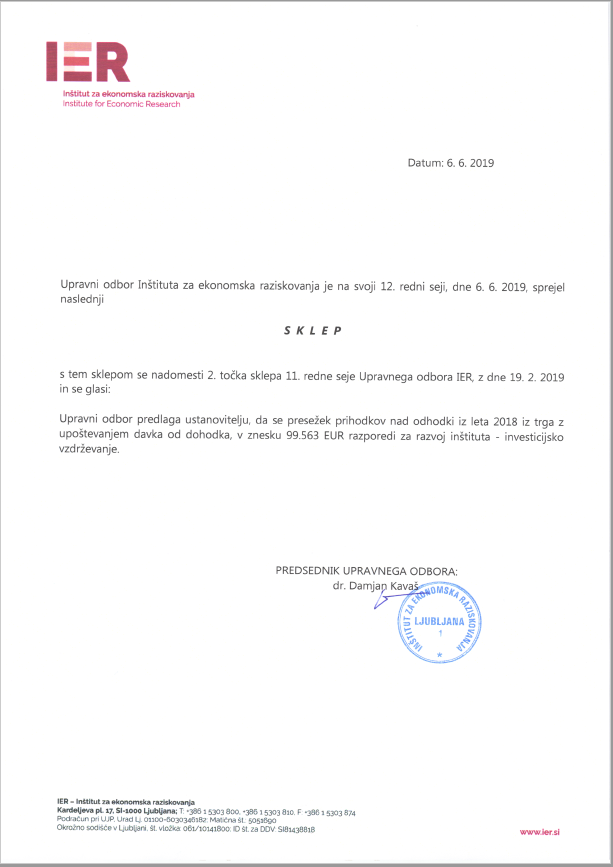 IER
Inštitut za ekonomska raziskovanja
Institute for Economic Research
Datum: 6. 6. 2019
Upravni odbor Inštituta za ekonomska raziskovanja je na svoji 12. redni seji, dne 6. 6. 2019, sprejel
naslednji
S K L E P
s tem sklepom se nadomesti 2. točka sklepa 11. redne seje Upravnega odbora IER, z dne 19. 2. 2019
in se glasi:
Upravni odbor predlaga ustanovitelju, da se presežek prihodkov nad odhodki iz leta 2018 iz trga z
upoštevanjem davka od dohodka, v znesku 99.563 EUR razporedi za razvoj inštituta - investicijsko
vzdrževanje.
PREDSEDNIK UPRAVNEGA ODBORA:
dr. Damjan Kavaš
INŠTITUT ZA EKONOMSKA RAZISKOVANJA
LJUBLJANA
1
IER – Inštitut za ekonomska raziskovanja
Kardeljeva pl. 17, SI-1000 Ljubljana; T: +386 1 5303 800, +386 1 5303 810, F. +386 1 5303 874
Podračun pri UJP, Urad Lj. 01100-6030346182; Matična št. 5051690
Okrožno sodišče v Ljubljani, št. vložka: 061/10141800; ID št. za DDV: SI81438818
www.ier.si